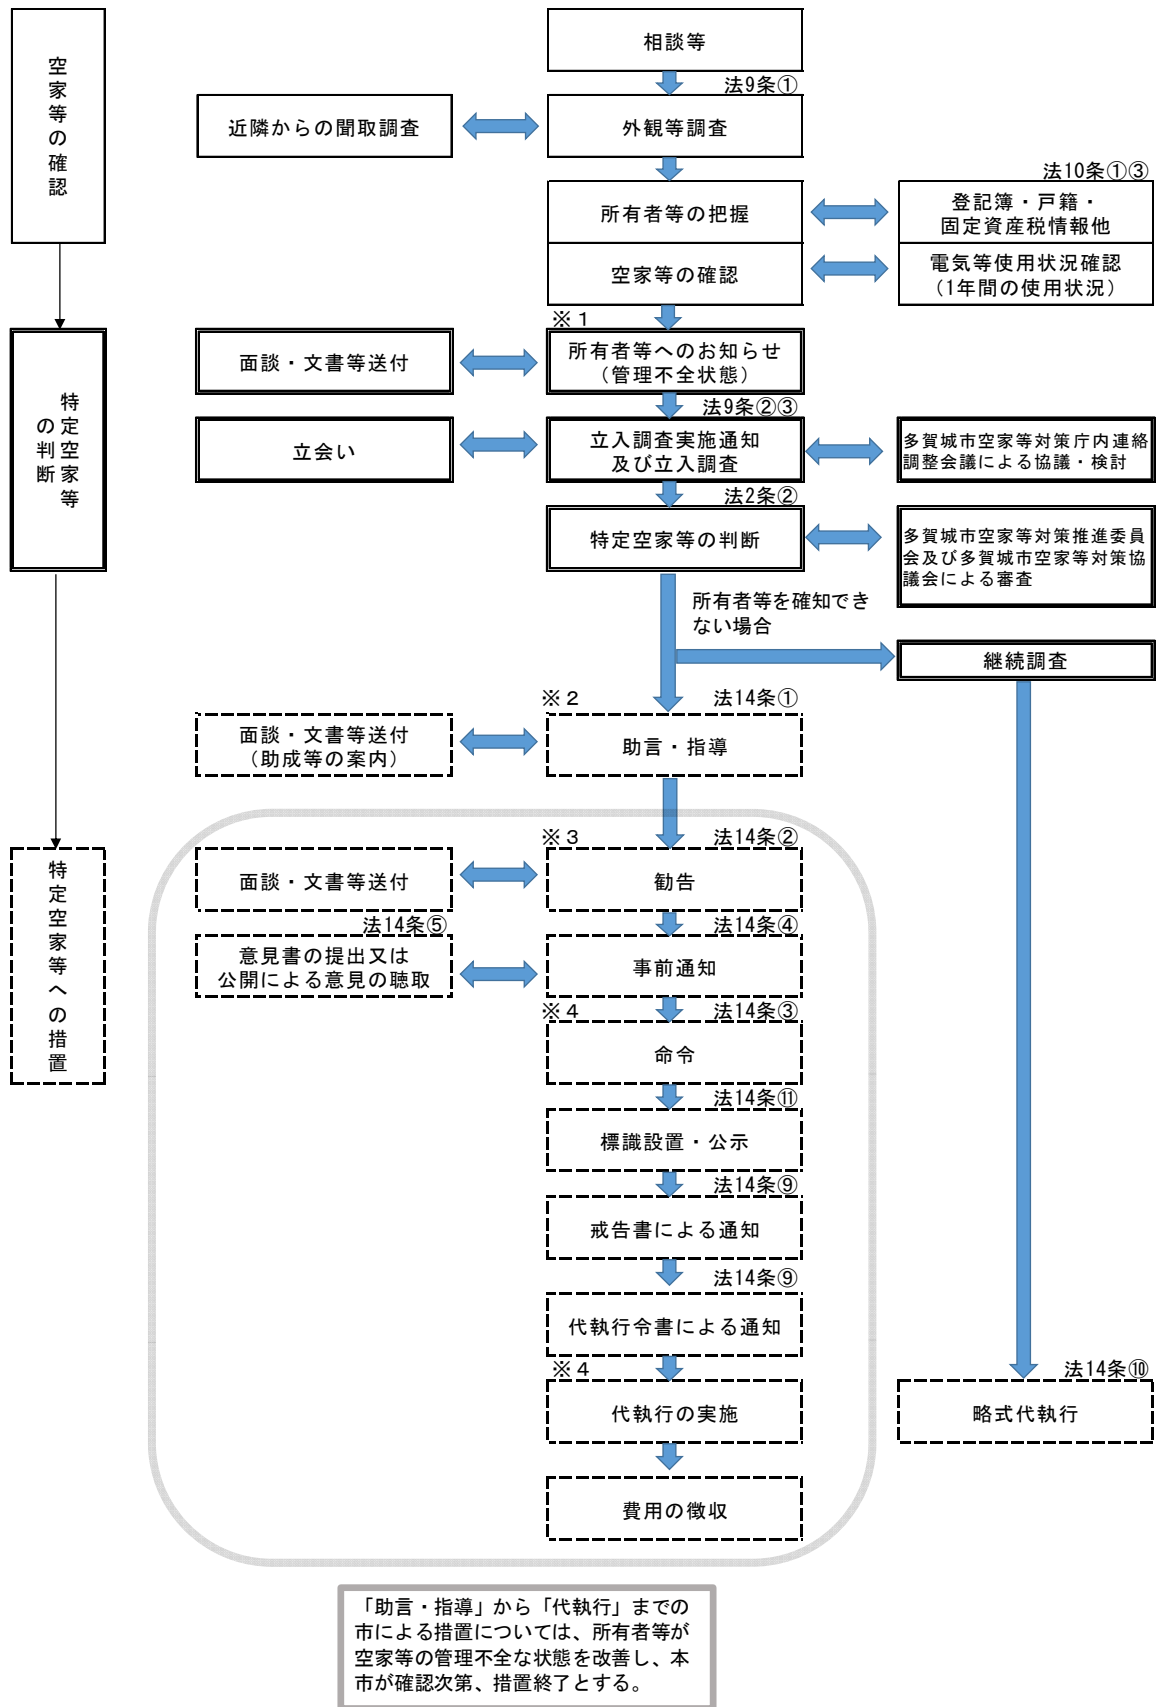 空家等の確認
相談等
法9条①
近隣からの聞取調査
外観等調査
法10条①③
所有者等の把握
登記簿・戸籍・
固定資産税情報他
空家等の確認
電気等使用状況確認
（1年間の使用状況）
※１
特定空家等
の判断
面談・文書等送付
所有者等へのお知らせ
（管理不全状態）
法9条②③
立会い
立入調査実施通知
及び立入調査
多賀城市空家等対策庁内連絡
調整会議による協議・検討
法2条②
特定空家等の判断
多賀城市空家等対策推進委員
会及び多賀城市空家等対策協
議会による審査
所有者等を確知でき
ない場合
継続調査
※２
法14条①
面談・文書等送付
（助成等の案内）
助言・指導
※３
法14条②
特定空家等への措置
面談・文書等送付
勧告
法14条⑤
法14条④
意見書の提出又は
公開による意見の聴取
事前通知
※４
法14条③
命令
法14条⑪
標識設置・公示
法14条⑨
戒告書による通知
法14条⑨
代執行令書による通知
※４
法14条⑩
代執行の実施
略式代執行
費用の徴収
「助言・指導」から「代執行」までの
市による措置については、所有者等が
空家等の管理不全な状態を改善し、本
市が確認次第、措置終了とする。